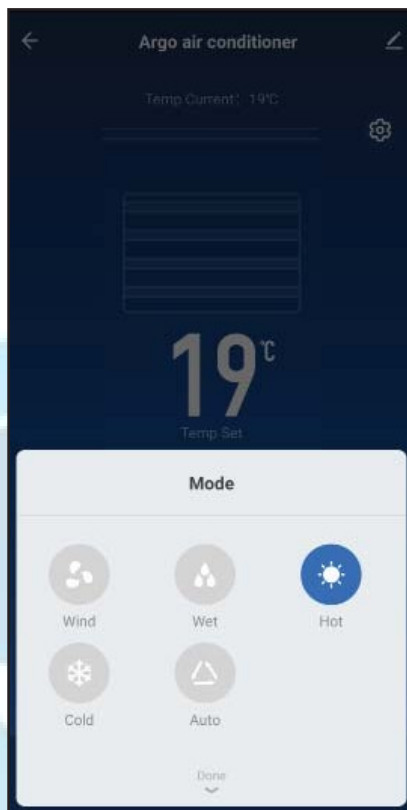 Argo air conditioner
Temp Current: 19℃
19℃
Temp Set
Mode
Wind Wet Hot
Cold Auto
Done